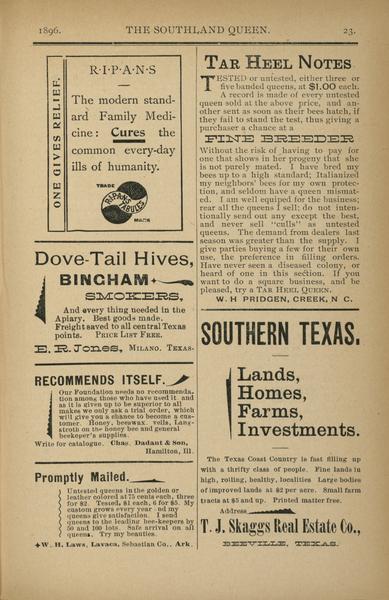 1896. THE SOUTHLAND QUEEN. 23.
ONE GIVES RELIEF.
R·I·P·A·N·S
The modern stand-
ard Family Medi-
cine: Cures the
common every-day
ills of humanity.
TRADE
RIPANS
TABULES
MARK
Dove-Tail Hives,
BINGHAM
SMOKERS,
And every thing needed in the
Apiary. Best goods made.
Freight saved to all central Texas
points. PRICE LIST FREE.
E. R. Jones, MILANO, TEXAS.
RECOMMENDS ITSELF.
Our Foundation needs no recommenda-
tion among those who have used it and
as it is given up to be superior to all
makes we only ask a trial order, which
will give you a chance to become a cus-
tomer. Honey, beeswax, veils, Lang-
stroth on the honey bee and general
beekeper's supplies.
Write for catalogue. Chas. Dadant & Son,
Hamilton, Ill.
Promptly Mailed.
Untested queens in the golden or
leather colored at 75 cents each, three
for $2. Tested, $1 each, 6 for $5. My
custom grows every year and my
queens give satisfaction. I send
queens to the leading bee-keepers by
50 and 100 lots. Safe arrival on all
queens. Try my beauties.
W. H. Laws, Lavaca, Sebastian Co., Ark.
TAR HEEL NOTES
TESTED or untested, either three or
five banded queens, at $1.00 each.
A record is made of every untested
queen sold at the above price, and an-
other sent as soon as their bees hatch, if
they fail to stand the test, thus giving a
purchaser a chance at a
FINE BREEDER
Without the risk of having to pay for
one that shows in her progeny that she
is not purely mated. I have bred my
bees up to a high standard; Italianized
my neighbors' bees for my own protec-
tion, and seldom have a queen mismat-
ed. I am well equipped for the business;
rear all the queens I sell; do not inten-
tionally send out any except the best,
and never sell "culls" as untested
queens. The demand from dealers last
season was greater than the supply. I
give parties buying a few for their own
use, the preference in filling orders.
Have never seen a diseased colony, or
heard of one in this section. If you
want to do a square business, and be
pleased, try a TAR HEEL QUEEN.
W. H PRIDGEN, CREEK, N C.
SOUTHERN TEXAS.
Lands,
Homes,
Farms,
Investments.
The Texas Coast Country is fast filling up
with a thrifty class of people. Fine lands in
high, roiling, healthy, localities Large bodies
of improved lands at $2 per acre. Small farm
tracts at $5 and up. Printed matter free.
Address
T. J. Skaggs Real Estate Co.,
BEEVILLE, TEXAS.